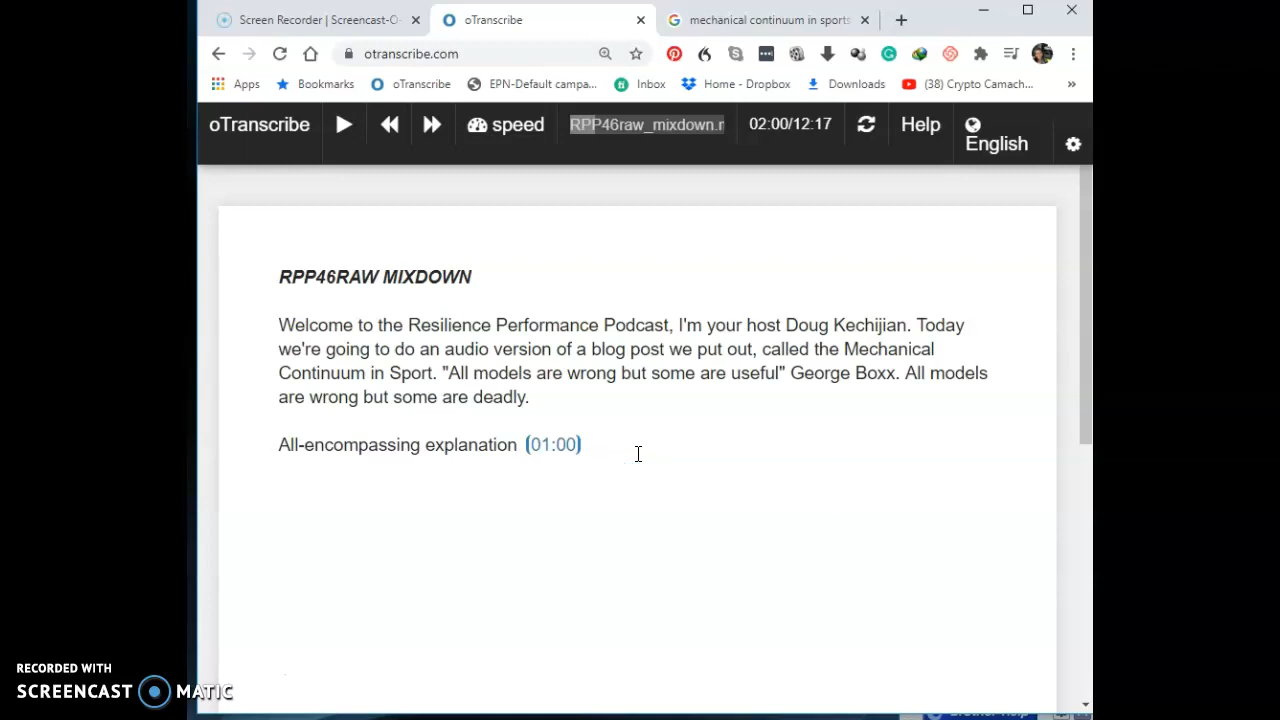 Screen Recorder | Screencast-O-
oTranscribe
mechanical continuum in sports
otranscribe.com
Apps
Bookmarks
oTranscribe
EPN-Default campa...
Inbox
Home - Dropbox
Downloads
(38) Crypto Camach...
»
oTranscribe
speed
RPP46raw_mixdown.r
02:00/12:17
Help
English
RPP46RAW MIXDOWN
Welcome to the Resilience Performance Podcast, I'm your host Doug Kechijian. Today
we're going to do an audio version of a blog post we put out, called the Mechanical
Continuum in Sport. "All models are wrong but some are useful" George Boxx. All models
are wrong but some are deadly.
All-encompassing explanation (01:00)
RECORDED WITH
SCREENCAST MATIC